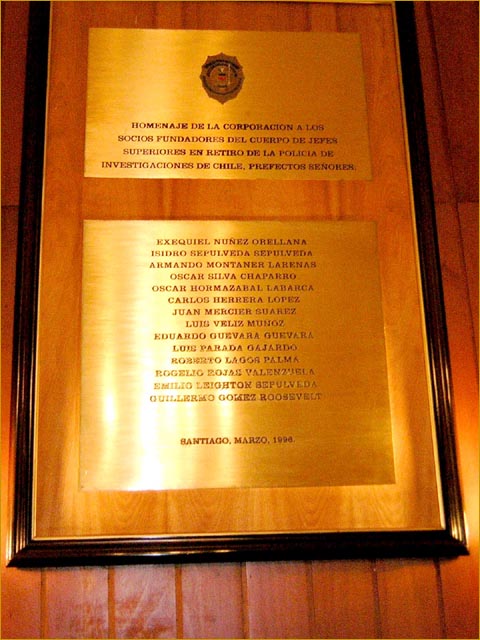 HOMENAJE DE LA CORPORACION A LOS
SOCIOS FUNDADORES DEL CUERPO DE JEFES
SUPERIORES EN RETIRO DE LA POLICIA DE
INVESTIGACIONES DE CHILE, PREFECTOS SEÑORES.
EXEQUIEL NUÑEZ ORELLANA
ISIDRO SEPULVEDA SEPULVEDA
ARMANDO MONTANER LARENAS
OSCAR SILVA CHAPARRO
OSCAR HORMAZABAL LABARCA
CARLOS HERRERA LOPEZ
JUAN MERCIER SUAREZ
LUIS VELIZ MUÑOZ
EDUARDO GUEVARA GUEVARA
LUIS PARADA GAJARDO
ROBERTO LAGOS PALMA
ROGELIO ROJAS VALENZUELA
EMILIO LEIGHTON SEPULVEDA
GUILLERMO GOMEZ ROOSEVELT
SANTIAGO, MARZO, 1996.